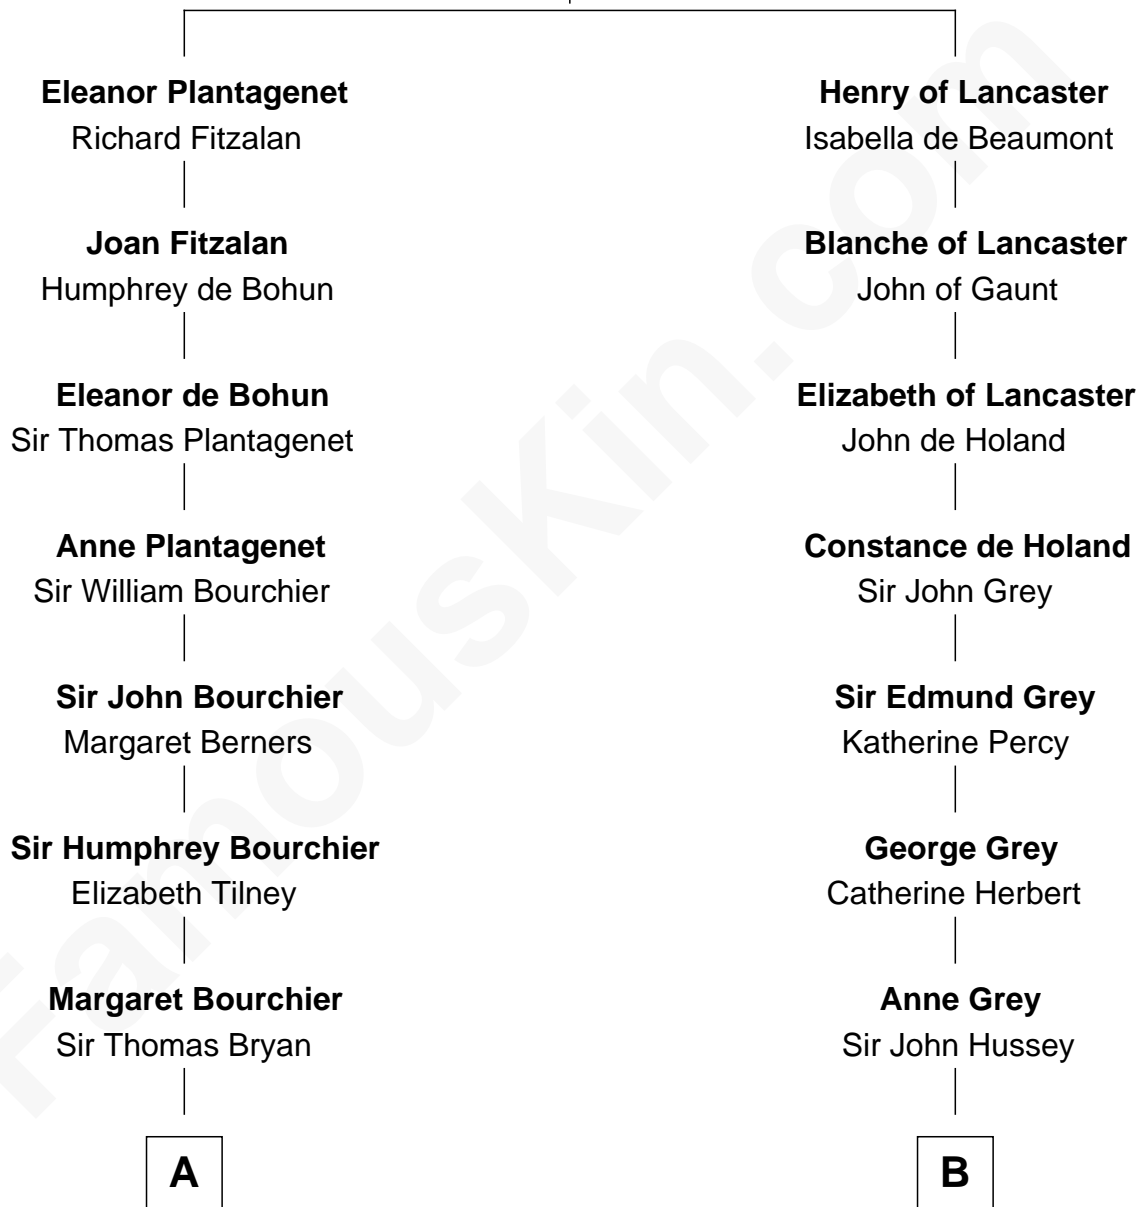 Eleanor Plantagenet
Richard Fitzalan
Joan Fitzalan
Humphrey de Bohun
Eleanor de Bohun
Sir Thomas Plantagenet
Anne Plantagenet
Sir William Bourchier
Sir John Bourchier
Margaret Berners
Sir Humphrey Bourchier
Elizabeth Tilney
Margaret Bourchier
Sir Thomas Bryan
A
Henry of Lancaster
Isabella de Beaumont
Blanche of Lancaster
John of Gaunt
Elizabeth of Lancaster
John de Holand
Constance de Holand
Sir John Grey
Sir Edmund Grey
Katherine Percy
George Grey
Catherine Herbert
Anne Grey
Sir John Hussey
B
FamousKin.com